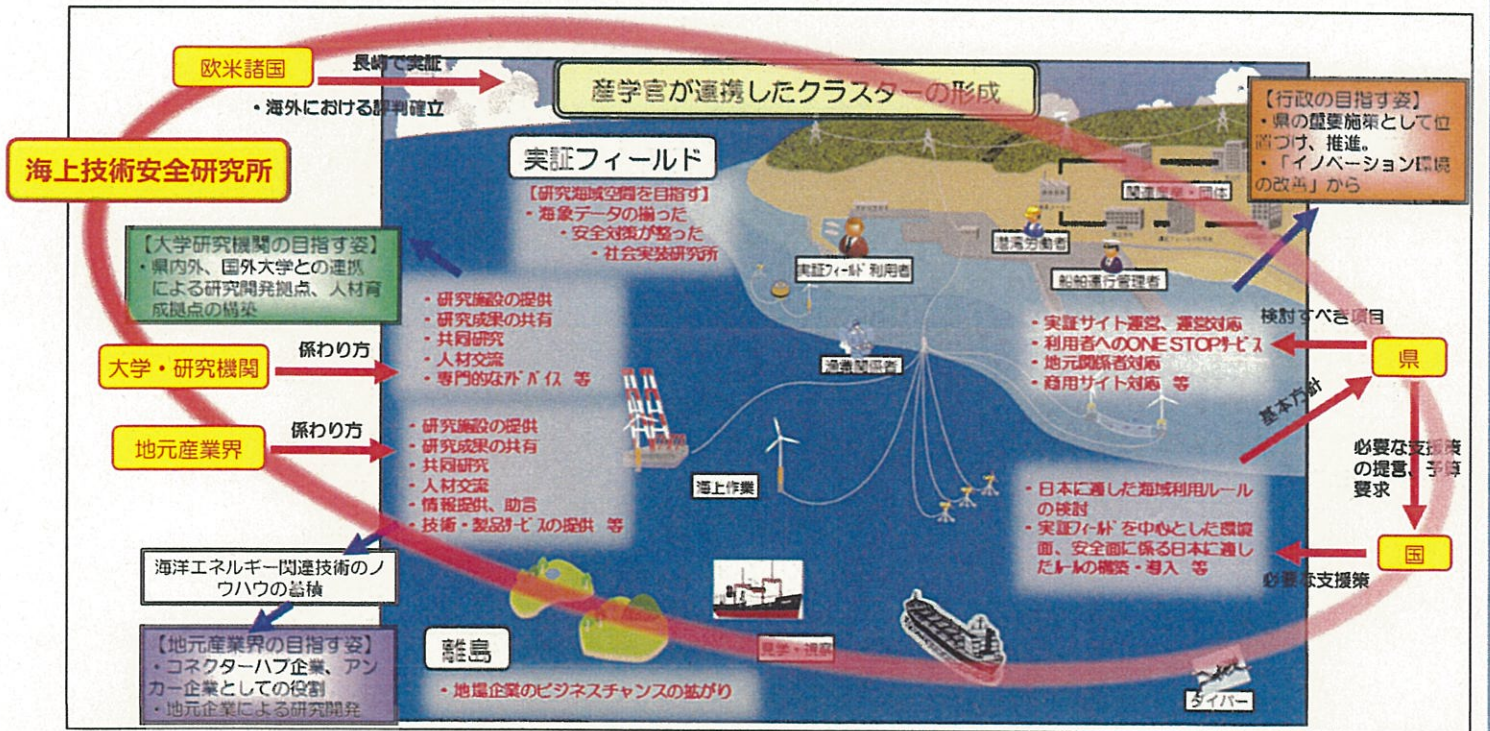 欧米諸国
長崎で実証
・海外における評判確立
海上技術安全研究所
産学官が連携したクラスターの形成
【行政の目指す姿】
・県の重要施策として位
置づけ、推進。
・「イノベーション環境
の改善」から
実証フィールド
【研究海域空間を目指す】
・海象データの揃った
・安全対策が整った
・社会実装研究所
関連産業・団体
港湾労働者
実証フィールド利用者
船舶運行管理者
漁業関係者
【大学研究機関の目指す姿】
・県内外、国外大学との連携
による研究開発拠点、人材育
成拠点の構築
大学・研究機関
係わり方
・研究施設の提供
・研究成果の共有
・共同研究
・人材交流
・専門的なアドバイス 等
・実証サイト運営、運営対応
・利用者へのONE STOPサービス
・地元関係者対応
・商用サイト対応 等
検討すべき項目
県
基本方針
地元産業界
係わり方
・研究施設の提供
・研究成果の共有
・共同研究
・人材交流
・情報提供、助言
・技術・製品サービスの提供 等
海上作業
必要な支援策
の提言、予算
要求
・日本に適した海域利用ルール
の検討
・実証フィールドを中心とした環境
面、安全面に係る日本に適し
たルールの構築・導入 等
国
必要な支援策
海洋エネルギー関連技術のノ
ウハウの蓄積
【地元産業界の目指す姿】
・コネクターハブ企業、アン
カー企業としての役割
・地元企業による研究開発
離島
・地場企業のビジネスチャンスの拡がり
見学・視察
ダイバー